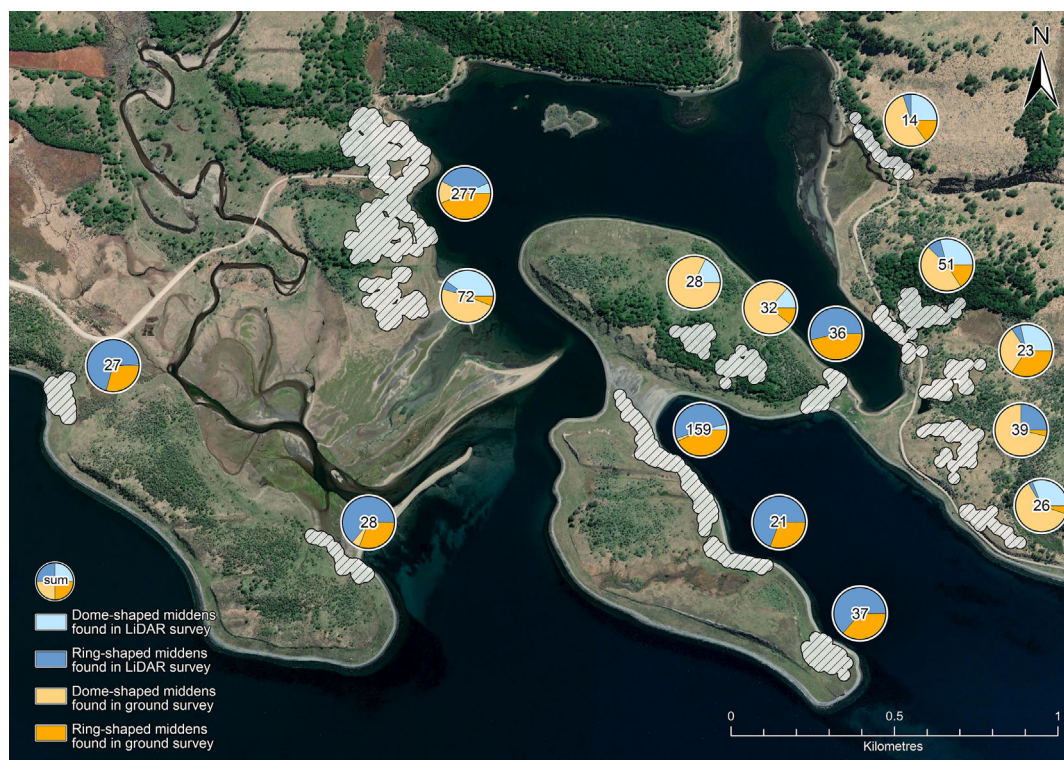 N
14
277
51
28
72
32
36
23
27
159
39
26
28
21
37
sum
Dome-shaped middens
found in LiDAR survey
Ring-shaped middens
found in LiDAR survey
Dome-shaped middens
found in ground survey
Ring-shaped middens
found in ground survey
0
0.5
1
Kilometres